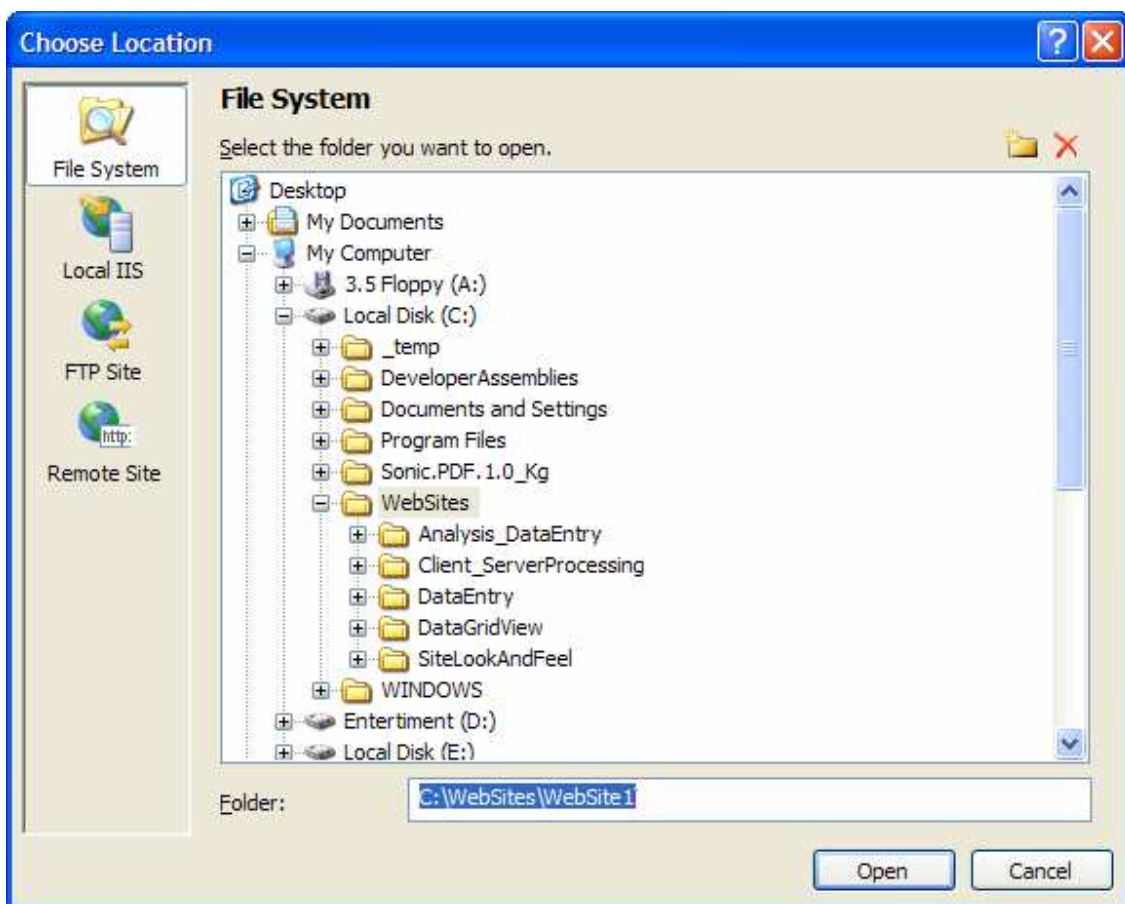 Choose Location
File System
Local IIS
FTP Site
http:
Remote Site
File System
Select the folder you want to open.
Desktop
My Documents
My Computer
3.5 Floppy (A:)
Local Disk (C:)
_temp
DeveloperAssemblies
Documents and Settings
Program Files
Sonic.PDF.1.0_Kg
WebSites
Analysis_DataEntry
Client_ServerProcessing
DataEntry
DataGridView
SiteLookAndFeel
WINDOWS
Entertiment (D:)
Local Disk (E:)
Folder:
C:\WebSites\WebSite1
Open
Cancel